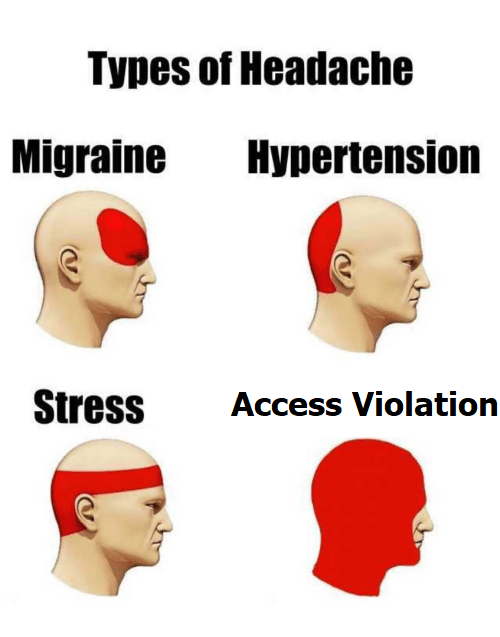 Types of Headache
Migraine
Hypertension
Stress
Access Violation